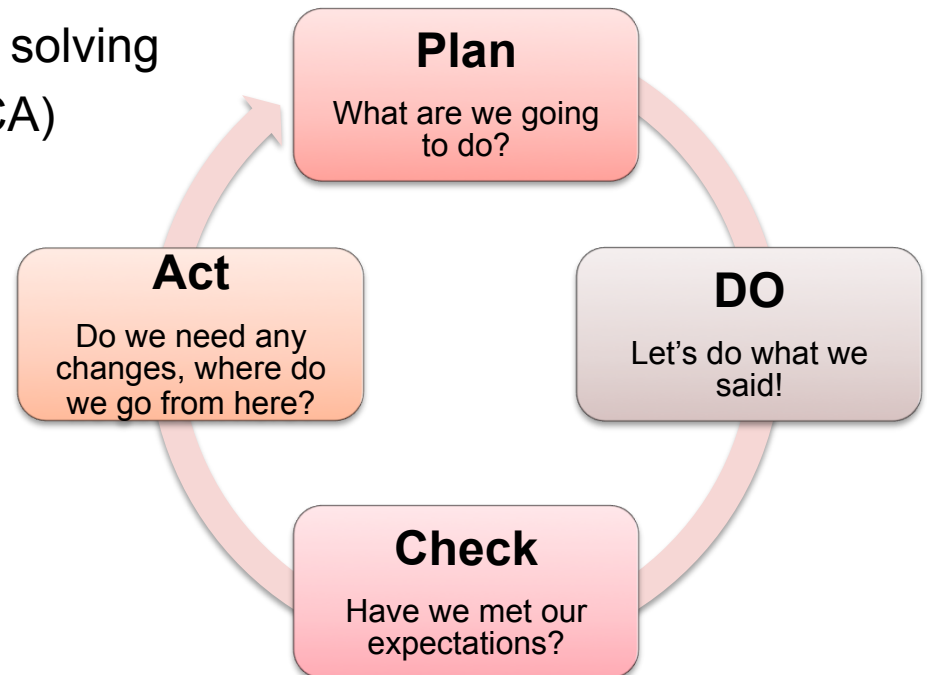 solving
CA)
Plan
What are we going
to do?
DO
Let’s do what we
said!
Check
Have we met our
expectations?
Act
Do we need any
changes, where do
we go from here?